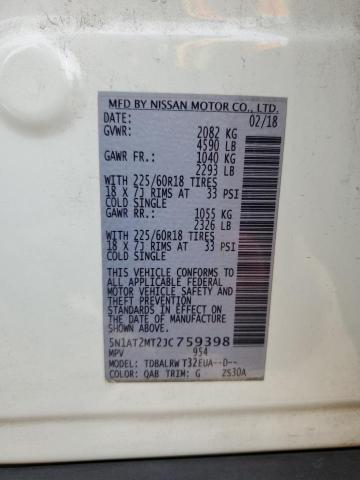 MFD BY NISSAN MOTOR CO., LTD.
DATE: 02/18
GVWR: 2082 KG
4590 LB
GAWR FR.: 1040 KG
2293 LB
WITH 225/60R18 TIRES
18 X 7J RIMS AT 33 PSI
COLD SINGLE
GAWR RR.: 1055 KG
2326 LB
WITH 225/60R18 TIRES
18 X 7J RIMS AT 33 PSI
COLD SINGLE
THIS VEHICLE CONFORMS TO
ALL APPLICABLE FEDERAL
MOTOR VEHICLE SAFETY AND
THEFT PREVENTION
STANDARDS IN EFFECT ON
THE DATE OF MANUFACTURE
SHOWN ABOVE.
5N1AT2MT2JC759398
MPV 954
MODEL: TDBALRW T32EUA--D--
COLOR: QAB TRIM: G ZS30A